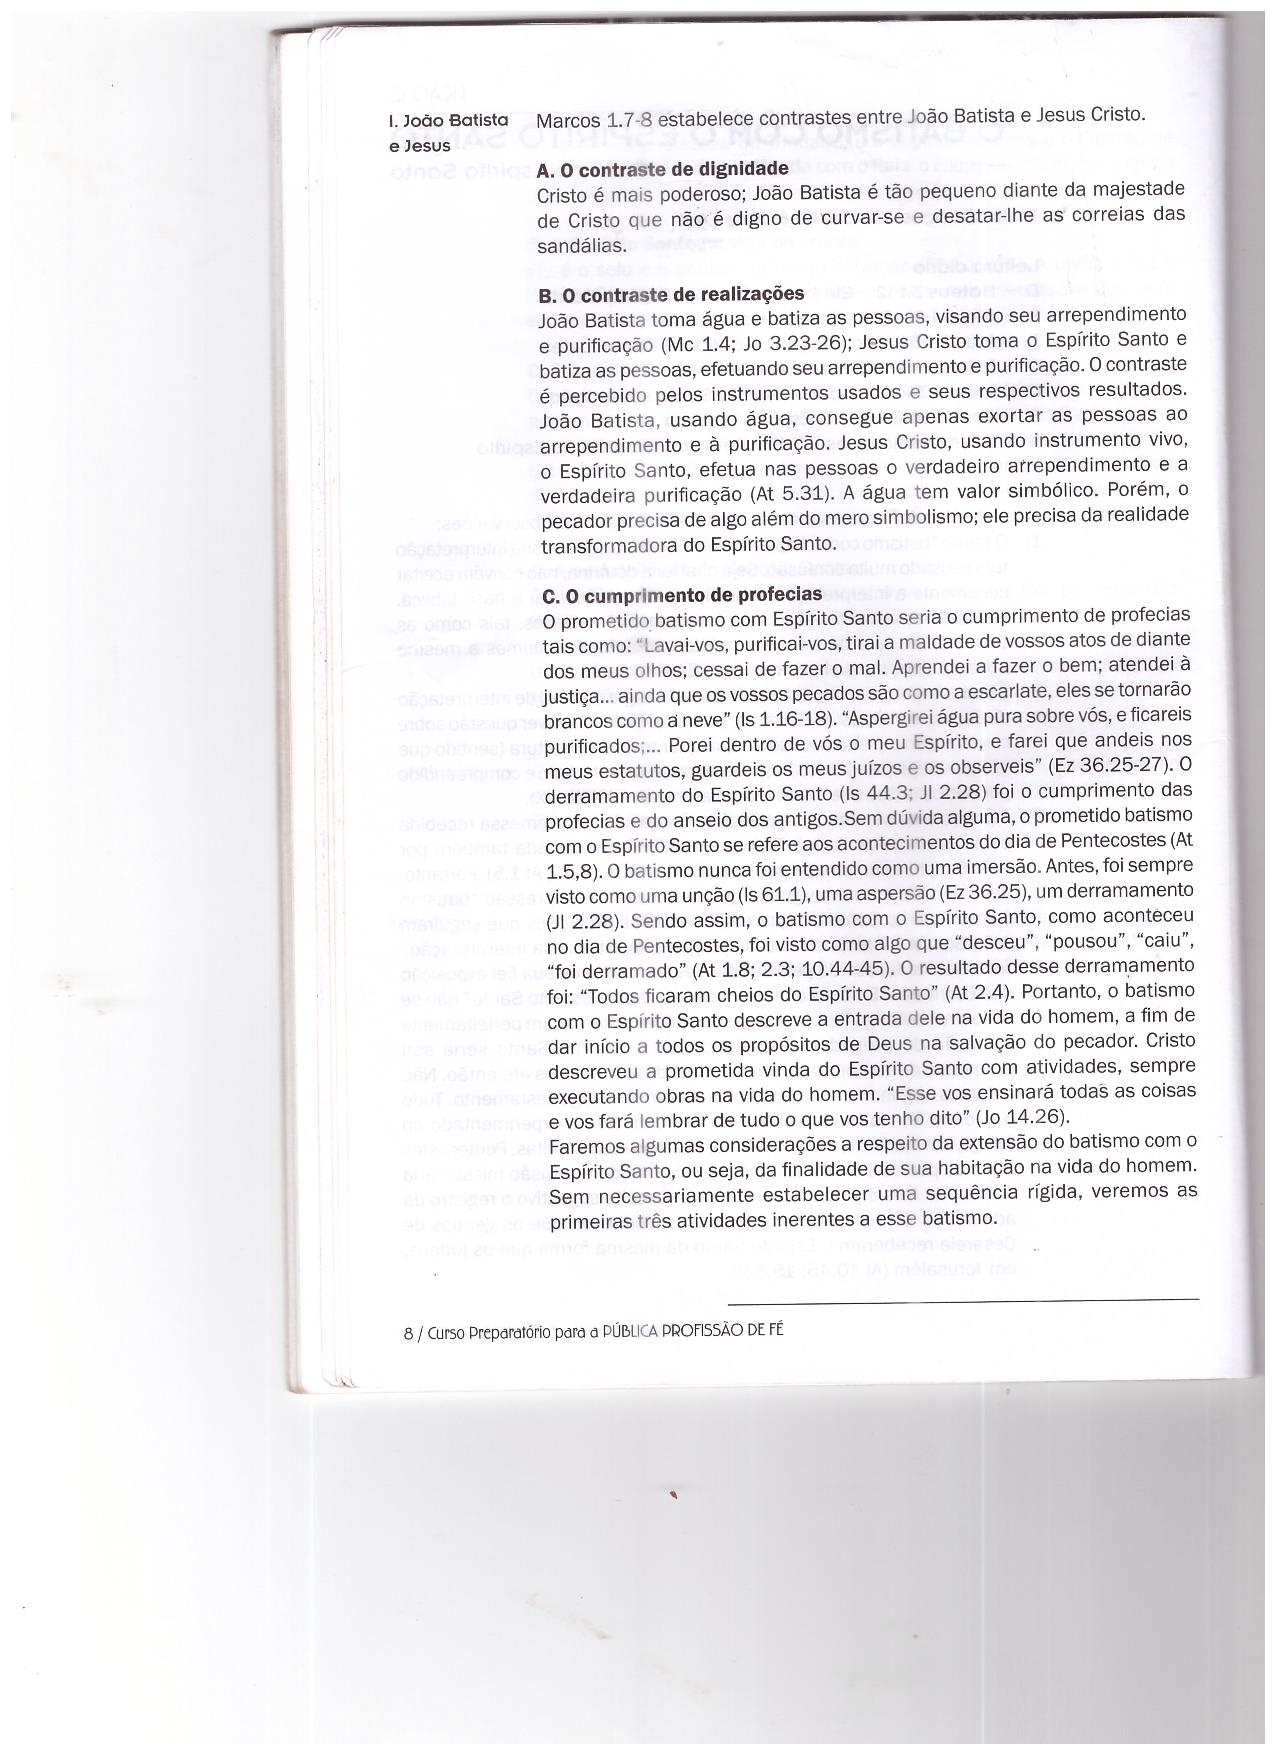 I. João Batista
e Jesus
Marcos 1.7-8 estabelece contrastes entre João Batista e Jesus Cristo.
A. O contraste de dignidade
Cristo é mais poderoso; João Batista é tão pequeno diante da majestade
de Cristo que não é digno de curvar-se e desatar-lhe as correias das
sandálias.
B. O contraste de realizações
João Batista toma água e batiza as pessoas, visando seu arrependimento
e purificação (Mc 1.4; Jo 3.23-26); Jesus Cristo toma o Espírito Santo e
batiza as pessoas, efetuando seu arrependimento e purificação. O contraste
é percebido pelos instrumentos usados e seus respectivos resultados.
João Batista, usando água, consegue apenas exortar as pessoas ao
arrependimento e à purificação. Jesus Cristo, usando instrumento vivo,
o Espírito Santo, efetua nas pessoas o verdadeiro arrependimento e a
verdadeira purificação (At 5.31). A água tem valor simbólico. Porém, o
pecador precisa de algo além do mero simbolismo; ele precisa da realidade
transformadora do Espírito Santo.
C. O cumprimento de profecias
O prometido batismo com Espírito Santo seria o cumprimento de profecias
tais como: “Lavai-vos, purificai-vos, tirai a maldade de vossos atos de diante
dos meus olhos; cessai de fazer o mal. Aprendei a fazer o bem; atendei à
justiça... ainda que os vossos pecados são como a escarlate, eles se tornarão
brancos como a neve” (Is 1.16-18). “Aspergirei água pura sobre vós, e ficareis
purificados;... Porei dentro de vós o meu Espírito, e farei que andeis nos
meus estatutos, guardeis os meus juízos e os observeis” (Ez 36.25-27). O
derramamento do Espírito Santo (Is 44.3; Jl 2.28) foi o cumprimento das
profecias e do anseio dos antigos.Sem dúvida alguma, o prometido batismo
com o Espírito Santo se refere aos acontecimentos do dia de Pentecostes (At
1.5,8). O batismo nunca foi entendido como uma imersão. Antes, foi sempre
visto como uma unção (Is 61.1), uma aspersão (Ez 36.25), um derramamento
(Jl 2.28). Sendo assim, o batismo com o Espírito Santo, como aconteceu
no dia de Pentecostes, foi visto como algo que “desceu”, “pousou”, “caiu”,
“foi derramado” (At 1.8; 2.3; 10.44-45). O resultado desse derramamento
foi: “Todos ficaram cheios do Espírito Santo” (At 2.4). Portanto, o batismo
com o Espírito Santo descreve a entrada dele na vida do homem, a fim de
dar início a todos os propósitos de Deus na salvação do pecador. Cristo
descreveu a prometida vinda do Espírito Santo com atividades, sempre
executando obras na vida do homem. “Esse vos ensinará todas as coisas
e vos fará lembrar de tudo o que vos tenho dito” (Jo 14.26).
Faremos algumas considerações a respeito da extensão do batismo com o
Espírito Santo, ou seja, da finalidade de sua habitação na vida do homem.
Sem necessariamente estabelecer uma sequência rígida, veremos as
primeiras três atividades inerentes a esse batismo.
8 / Curso Preparatório para a PÚBLICA PROFISSÃO DE FÉ